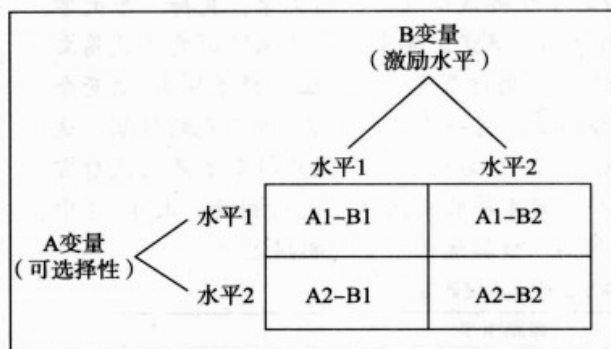 B变量
（激励水平）
水平1 水平2
水平1 A1-B1 A1-B2
A变量
（可选择性）
水平2 A2-B1 A2-B2